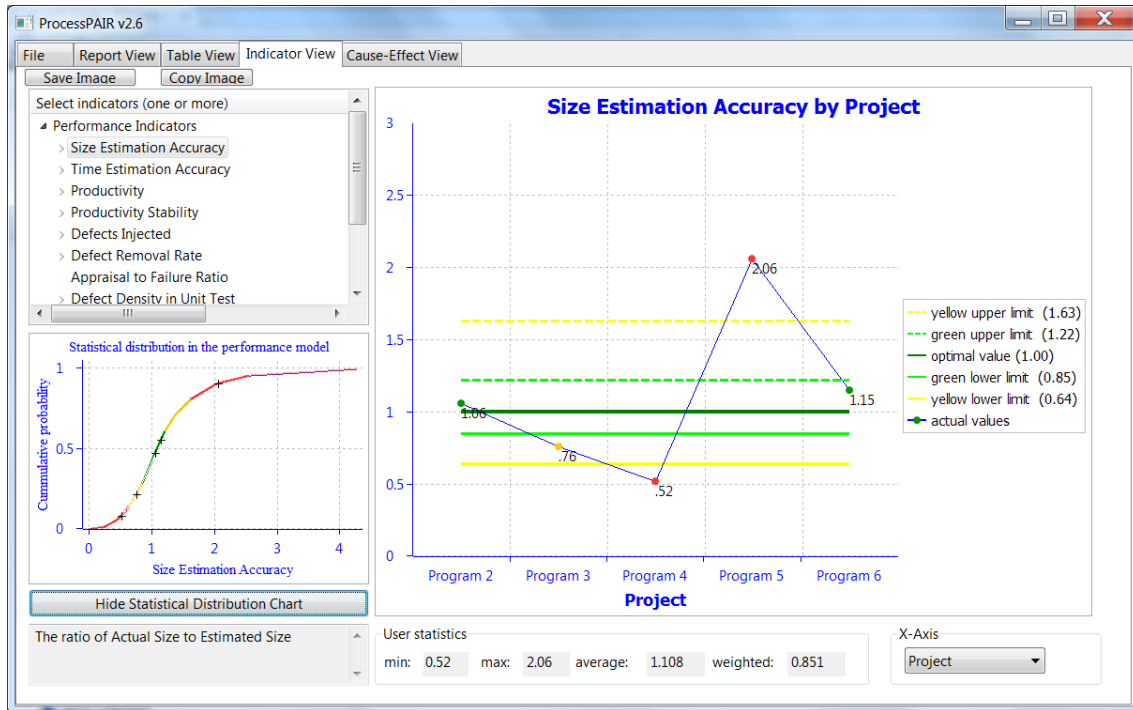 ProcessPAIR v2.6
File Report View Table View Indicator View Cause-Effect View
Save Image Copy Image
Select indicators (one or more)
Performance Indicators
Size Estimation Accuracy
Time Estimation Accuracy
Productivity
Productivity Stability
Defects Injected
Defect Removal Rate
Appraisal to Failure Ratio
Defect Density in Unit Test
Statistical distribution in the performance model
Cummulative probability
1
0.5
0
0 1 2 3 4
Size Estimation Accuracy
Hide Statistical Distribution Chart
The ratio of Actual Size to Estimated Size
Size Estimation Accuracy by Project
3
2.5
2
1.5
1
0.5
0
1.06
.76
.52
2.06
1.15
Program 2 Program 3 Program 4 Program 5 Program 6
Project
yellow upper limit (1.63)
green upper limit (1.22)
optimal value (1.00)
green lower limit (0.85)
yellow lower limit (0.64)
actual values
User statistics
min: 0.52 max: 2.06 average: 1.108 weighted: 0.851
X-Axis
Project